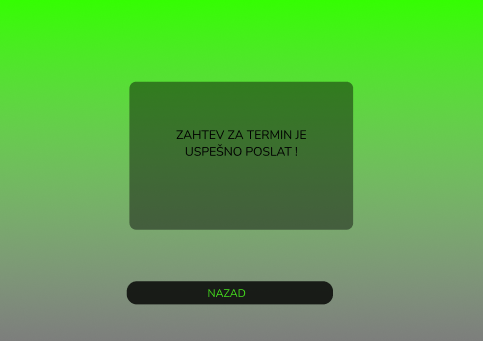 ZAHTEV ZA TERMIN JE
USPEŠNO POSLAT !
NAZAD